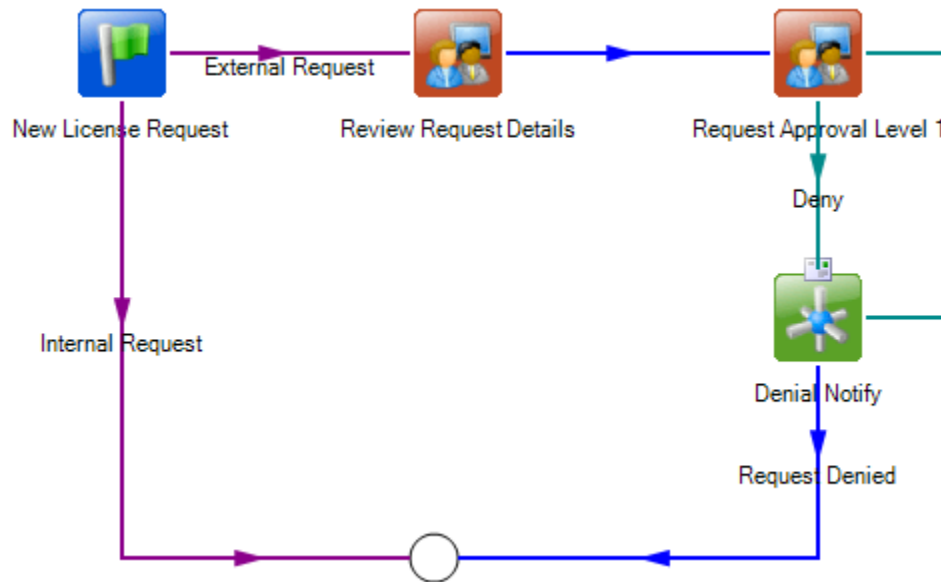 External Request
New License Request
Review Request Details
Request Approval Level 1
Deny
Internal Request
Denial Notify
Request Denied